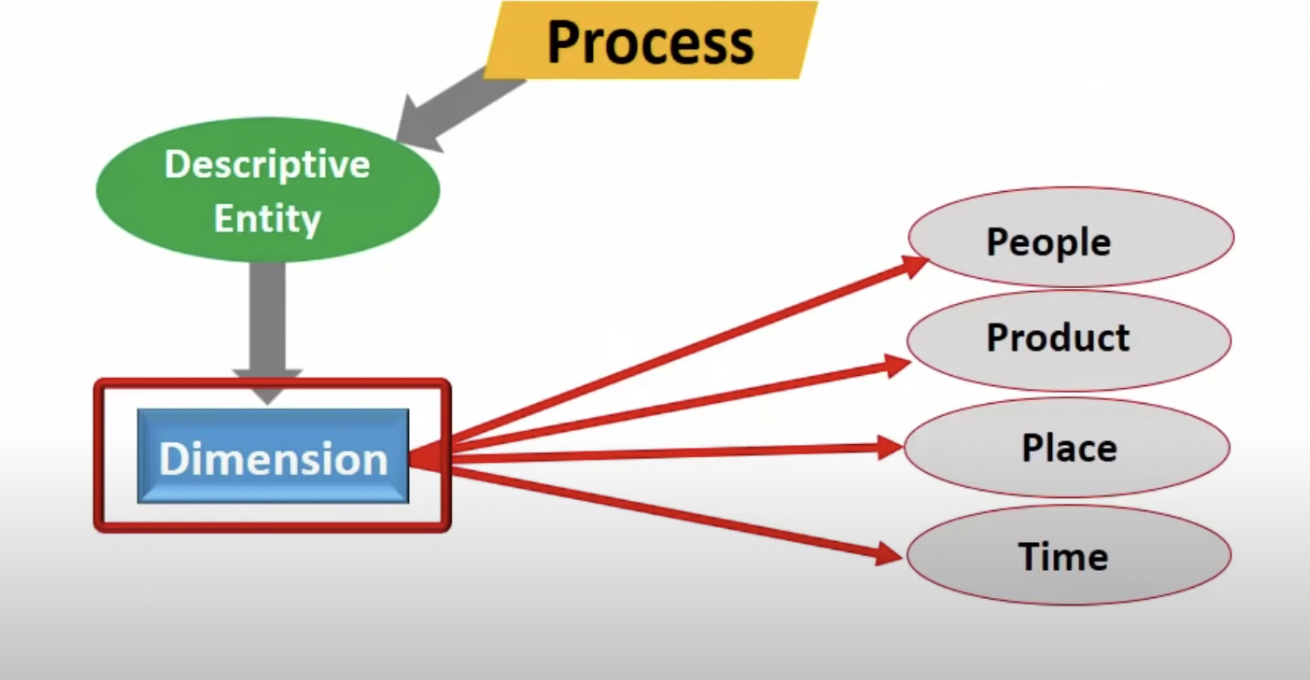 Process
Descriptive
Entity
Dimension
People
Product
Place
Time